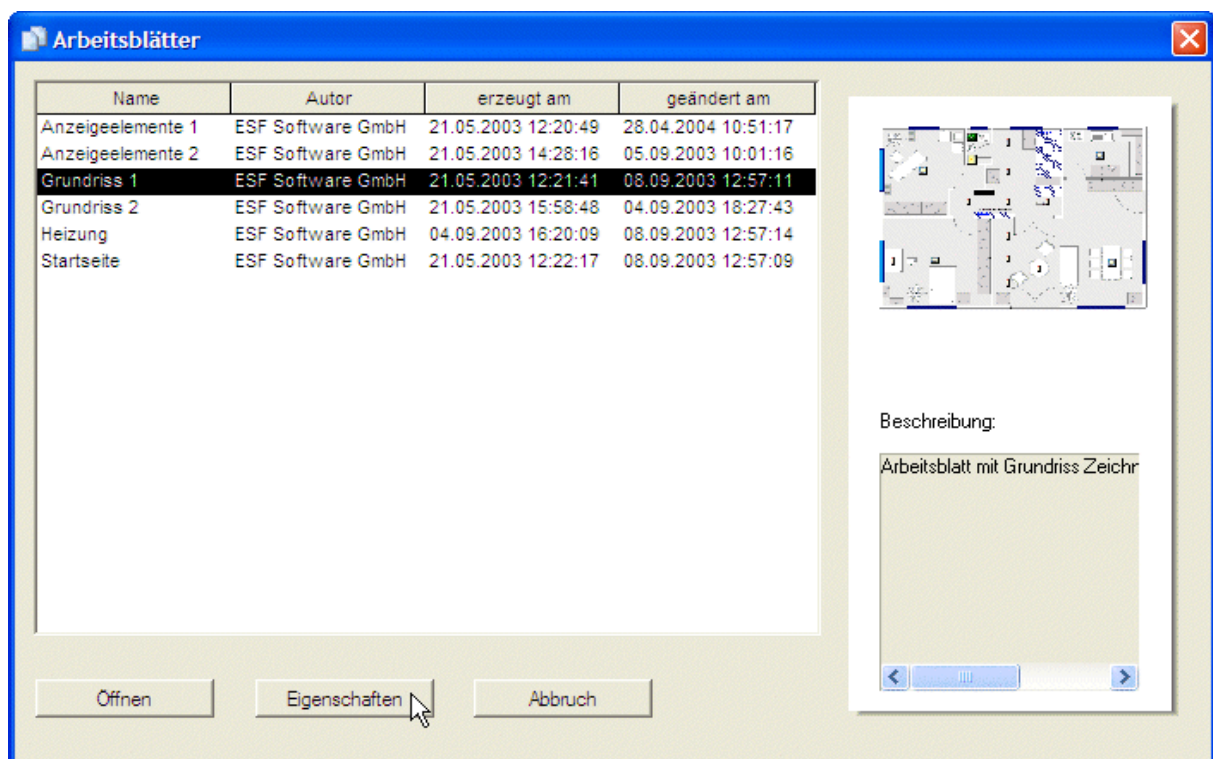 Arbeitsblätter
Name Autor erzeugt am geändert am
Anzeigeelemente 1 ESF Software GmbH 21.05.2003 12:20:49 28.04.2004 10:51:17
Anzeigeelemente 2 ESF Software GmbH 21.05.2003 14:28:16 05.09.2003 10:01:16
Grundriss 1 ESF Software GmbH 21.05.2003 12:21:41 08.09.2003 12:57:11
Grundriss 2 ESF Software GmbH 21.05.2003 15:58:48 04.09.2003 18:27:43
Heizung ESF Software GmbH 04.09.2003 16:20:09 08.09.2003 12:57:14
Startseite ESF Software GmbH 21.05.2003 12:22:17 08.09.2003 12:57:09
Beschreibung:
Arbeitsblatt mit Grundriss Zeichr
Öffnen Eigenschaften Abbruch